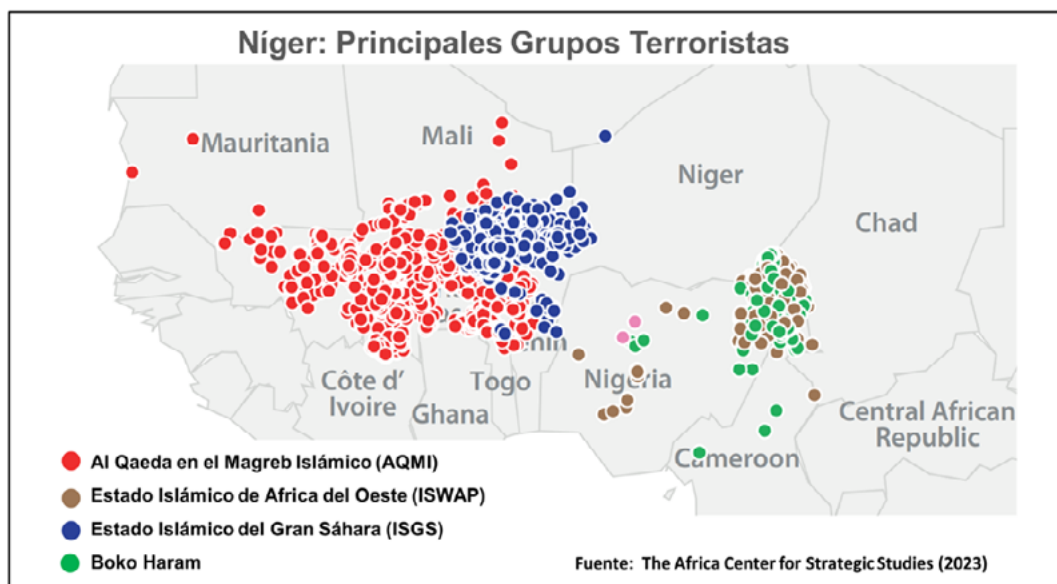 Níger: Principales Grupos Terroristas
Mauritania
Mali
Niger
Chad
Côte d'
Ivoire
Ghana
Togo
Nigeria
Cameroon
Central African
Republic
Al Qaeda en el Magreb Islámico (AQMI)
Estado Islámico de Africa del Oeste (ISWAP)
Estado Islámico del Gran Sáhara (ISGS)
Boko Haram
Fuente: The Africa Center for Strategic Studies (2023)